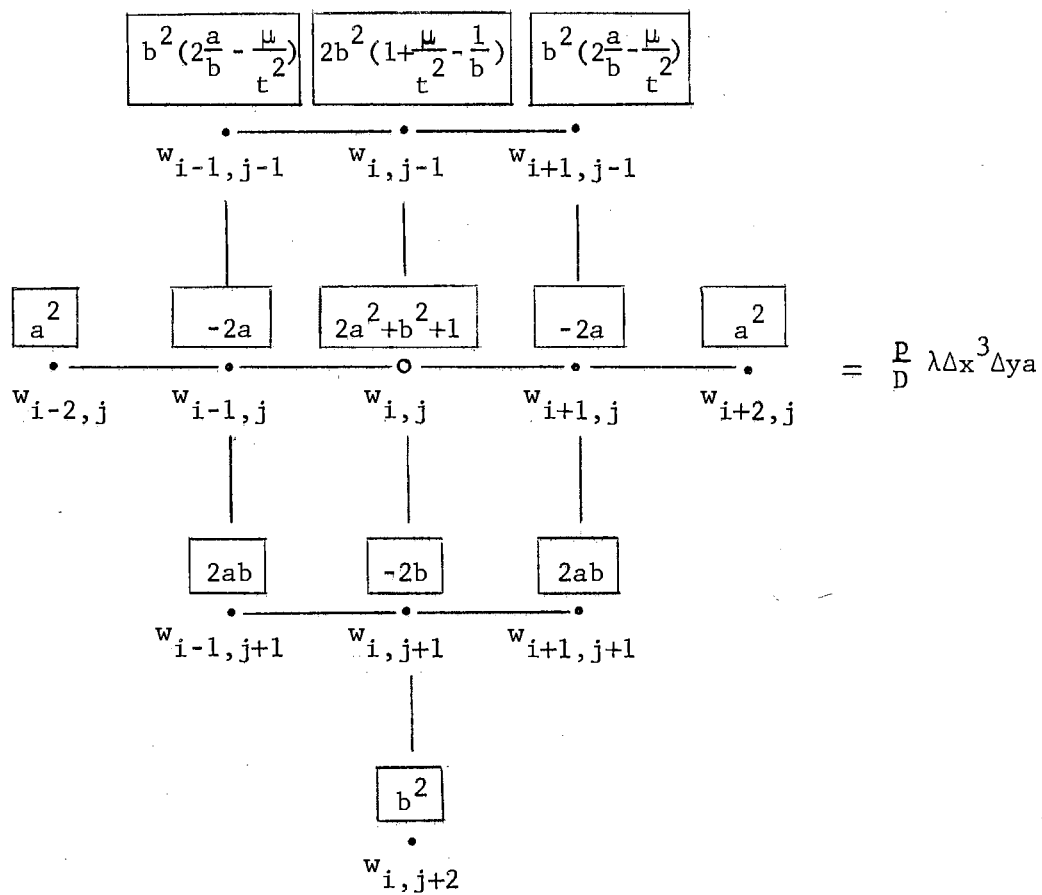 b²(2a/b - μ/t²) 2b²(1+μ/t² - 1/b) b²(2a/b - μ/t²)
w_{i-1,j-1} w_{i,j-1} w_{i+1,j-1}
a² -2a 2a²+b²+1 -2a a²
= p/D λΔx³Δya
w_{i-2,j} w_{i-1,j} w_{i,j} w_{i+1,j} w_{i+2,j}
2ab -2b 2ab
w_{i-1,j+1} w_{i,j+1} w_{i+1,j+1}
b²
w_{i,j+2}